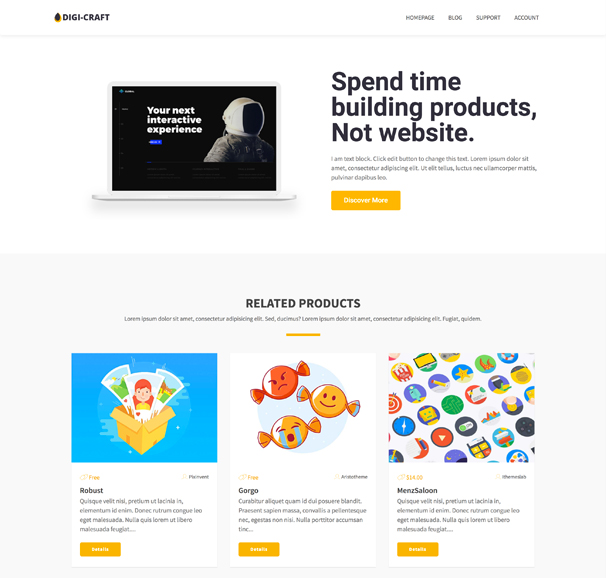 DIGI-CRAFT
HOMEPAGE BLOG SUPPORT ACCOUNT
Your next
interactive
experience
Spend time
building products,
Not website.
I am text block. Click edit button to change this text. Lorem ipsum dolor sit
amet, consectetur adipiscing elit. Ut elit tellus, luctus nec ullamcorper mattis,
pulvinar dapibus leo.
Discover More
RELATED PRODUCTS
Lorem ipsum dolor sit amet, consectetur adipisicing elit. Sed, ducimus? Lorem ipsum dolor sit amet, consectetur adipisicing elit. Fugiat, quidem.
Free
Free Aristotheme
$14.00
Robust
Quisque velit nisi, pretium ut lacinia in,
elementum id enim. Donec rutrum congue leo
eget malesuada. Nulla quis lorem ut libero
malesuada feugiat....
Details
Gorgo
Curabitur aliquet quam id dui posuere blandit.
Praesent sapien massa, convallis a pellentesque
nec, egestas non nisi. Nulla porttitor accumsan
tinc...
Details
MenzSaloon
Quisque velit nisi, pretium ut lacinia in,
elementum id enim. Donec rutrum congue leo
eget malesuada. Nulla quis lorem ut libero
malesuada feugiat....
Details